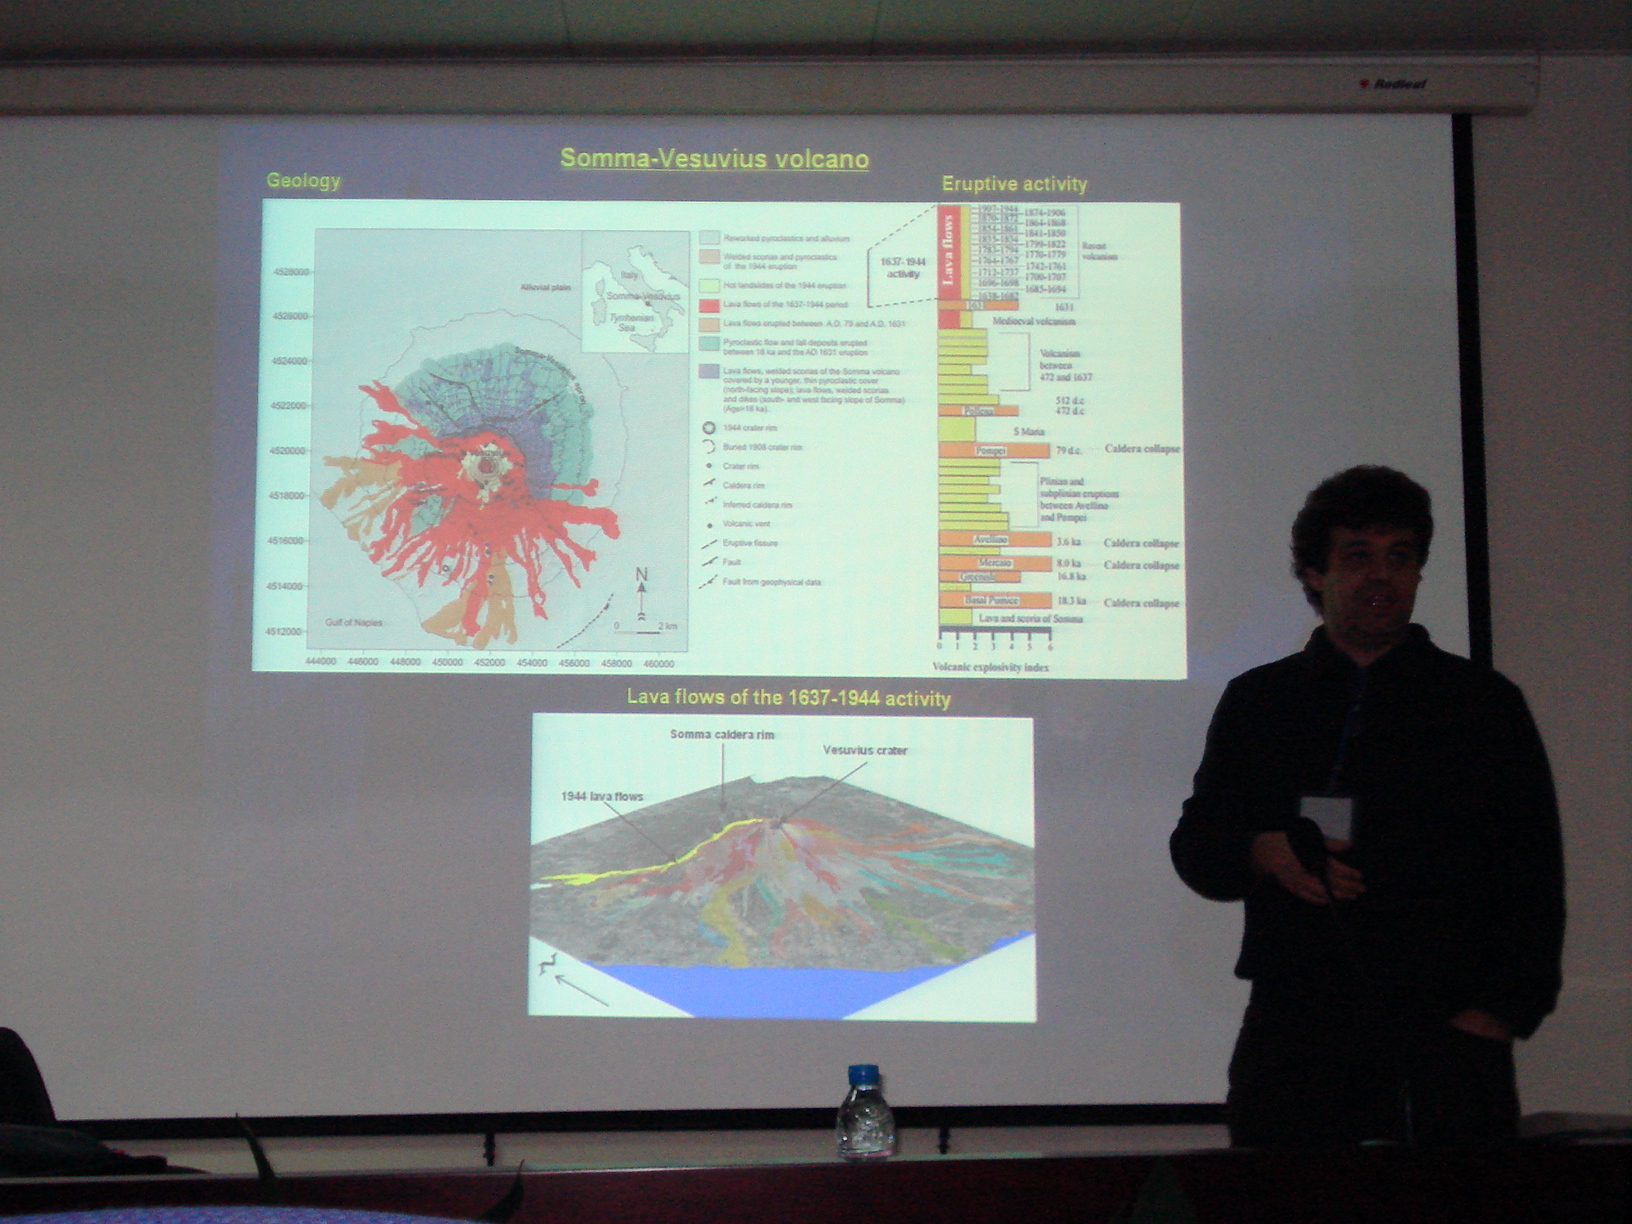 Radieul
Somma-Vesuvius volcano
Geology
Eruptive activity
4528000
4526000
4524000
4522000
4520000
4518000
4516000
4514000
4512000
444000 446000 448000 450000 452000 454000 456000 458000 460000
Alluvial plain
Italy
Somma-Vesuvius
Tyrrhenian
Sea
Gulf of Naples
N
0 2 km
Reworked pyroclastics and alluvium
Welded scorias and pyroclastics
of the 1944 eruption
Hot landslides of the 1944 eruption
Lava flows of the 1637-1944 period
Lava flows erupted between A.D. 79 and A.D. 1631
Pyroclastic flow and fall deposits erupted
between 18 ka and the AD 1631 eruption
Lava flows, welded scorias of the Somma volcano
covered by a younger, thin pyroclastic cover
(north-facing slope); lava flows, welded scorias
and dikes (south- and west facing slope of Somma)
(Age>18 ka).
1944 crater rim
Buried 1906 crater rim
Crater rim
Caldera rim
Inferred caldera rim
Volcanic vent
Eruptive fissure
Fault
Fault from geophysical data
1637-1944
activity
Lava flows
1907-1944
1874-1906
1870-1872
1864-1868
1854-1861
1841-1850
1835-1834
1799-1822
1783-1794
1770-1779
1764-1767
1742-1761
1712-1737
1700-1707
1696-1698
1685-1694
1638-1682
Recent
volcanism
1631
1631
Medioeval volcanism
Volcanism
between
472 and 1637
512 d.c
Pollena
472 d.c
S Maria
Pompei
79 d.c.
Caldera collapse
Plinian and
subplinian eruptions
between Avellino
and Pompei
Avellino
3.6 ka
Caldera collapse
Mercato
8.0 ka
Caldera collapse
Greenish
16.8 ka
Basal Pumice
18.3 ka
Caldera collapse
Lava and scoria of Somma
0 1 2 3 4 5 6
Volcanic explosivity index
Lava flows of the 1637-1944 activity
Somma caldera rim
Vesuvius crater
1944 lava flows